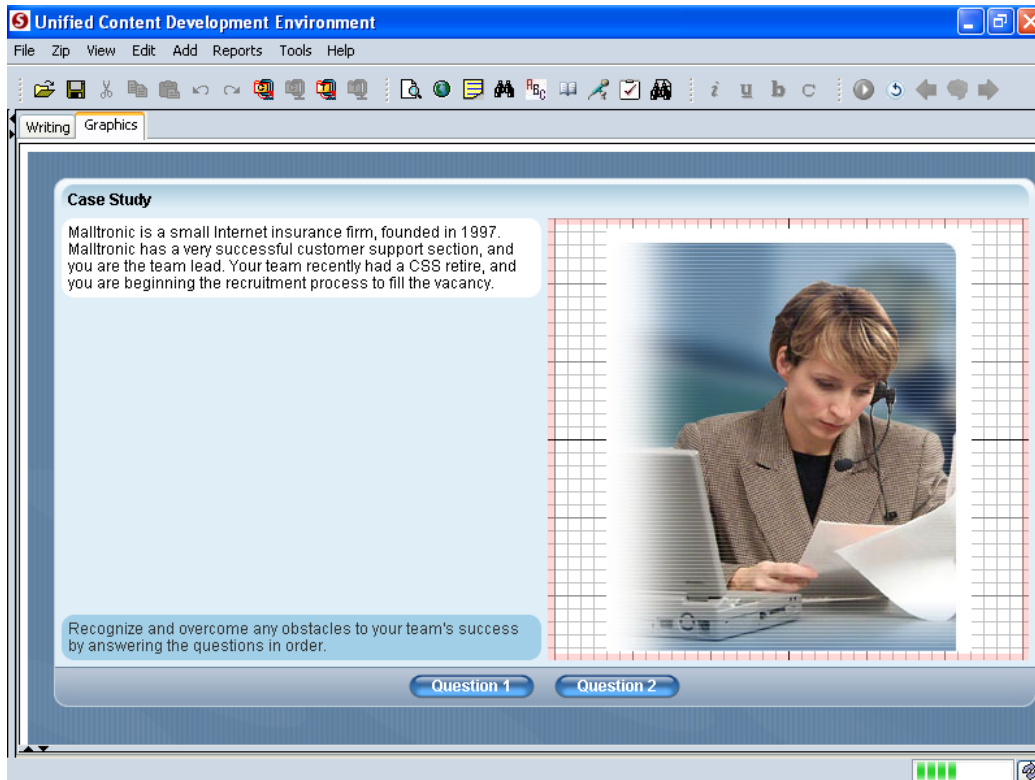 Unified Content Development Environment
File Zip View Edit Add Reports Tools Help
ABC i u b c
Writing Graphics
Case Study
Malltronic is a small Internet insurance firm, founded in 1997.
Malltronic has a very successful customer support section, and
you are the team lead. Your team recently had a CSS retire, and
you are beginning the recruitment process to fill the vacancy.
Recognize and overcome any obstacles to your team's success
by answering the questions in order.
Question 1 Question 2